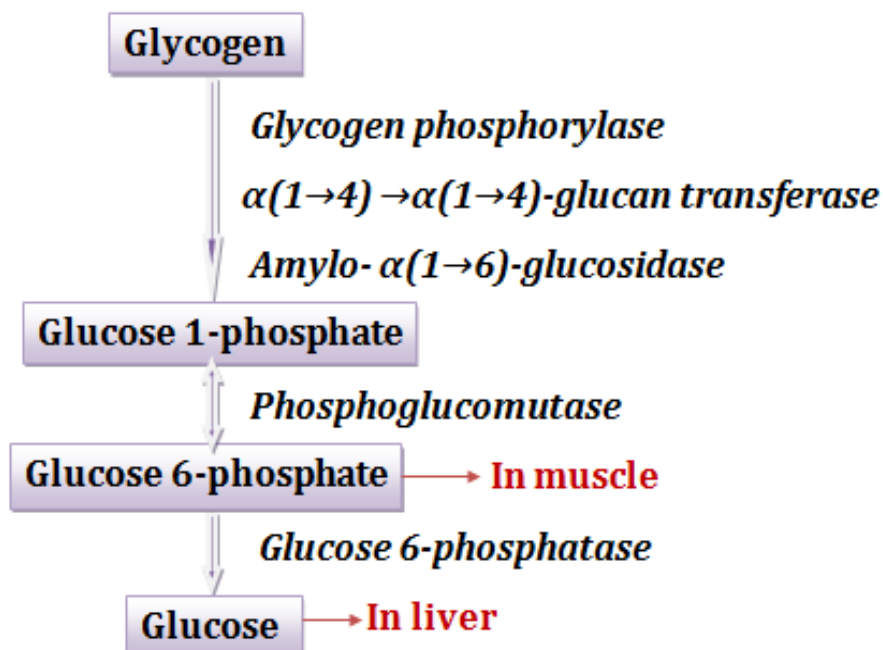 Glycogen
Glycogen phosphorylase
α(1→4) →α(1→4)-glucan transferase
Amylo- α(1→6)-glucosidase
Glucose 1-phosphate
Phosphoglucomutase
Glucose 6-phosphate
In muscle
Glucose 6-phosphatase
Glucose
In liver